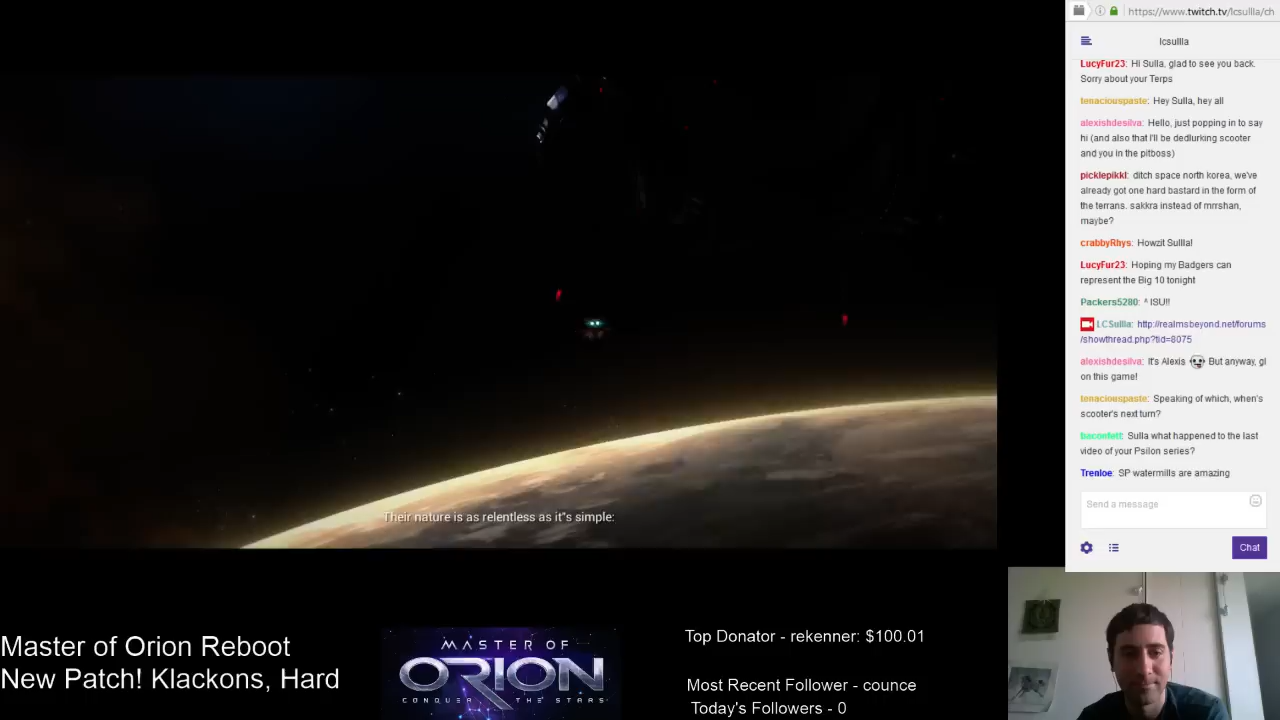 https://www.twitch.tv/lcsullla/ch
lcsullla
LucyFur23: Hi Sulla, glad to see you back.
Sorry about your Terps
tenaciouspaste: Hey Sulla, hey all
alexishdesilva: Hello, just popping in to say
hi (and also that I'll be dedlurking scooter
and you in the pitboss)
picklepikkl: ditch space north korea, we've
already got one hard bastard in the form of
the terrans. sakkra instead of mrrshan,
maybe?
crabbyRhys: Howzit Sullla!
LucyFur23: Hoping my Badgers can
represent the Big 10 tonight
Packers5280: ^ ISU!!
LCSullla: http://realmsbeyond.net/forums
/showthread.php?tid=8075
alexishdesilva: It's Alexis But anyway, gl
on this game!
tenaciouspaste: Speaking of which, when's
scooter's next turn?
baconfett: Sulla what happened to the last
video of your Psilon series?
Trenloe: SP watermills are amazing
Send a message
Chat
Their nature is as relentless as it"s simple:
Master of Orion Reboot
New Patch! Klackons, Hard
MASTER OF
ORION
CONQUER THE STARS
Top Donator - rekenner: $100.01
Most Recent Follower - counce
Today's Followers - 0